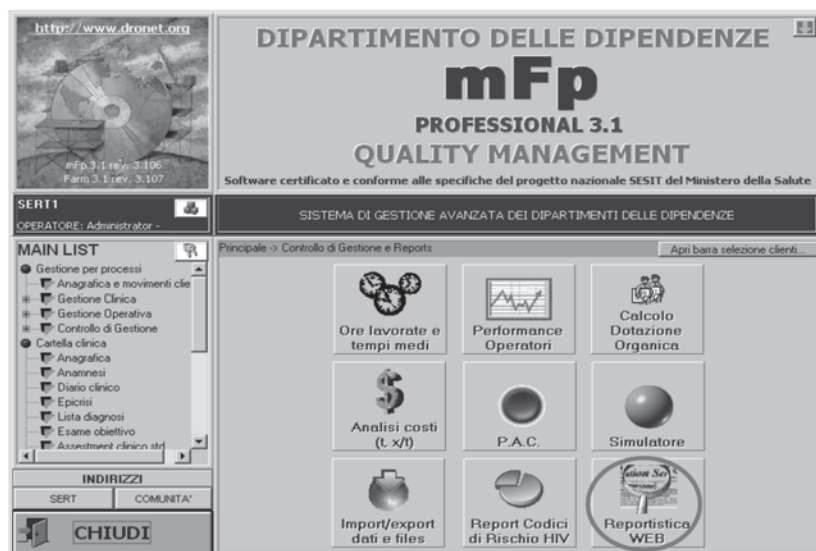 http://www.dronet.org
mFp 3.1 rev. 3.106
Farm 3.1 rev. 3.107
DIPARTIMENTO DELLE DIPENDENZE
mFp
PROFESSIONAL 3.1
QUALITY MANAGEMENT
Software certificato e conforme alle specifiche del progetto nazionale SESIT del Ministero della Salute
SERT1
OPERATORE: Administrator -
SISTEMA DI GESTIONE AVANZATA DEI DIPARTIMENTI DELLE DIPENDENZE
MAIN LIST
Gestione per processi
Anagrafica e movimenti clie
Gestione Clinica
Gestione Operativa
Controllo di Gestione
Cartella clinica
Anagrafica
Anamnesi
Diario clinico
Epicrisi
Lista diagnosi
Esame obiettivo
Assestment clinico std
INDIRIZZI
SERT
COMUNITA'
CHIUDI
Principale -> Controllo di Gestione e Reports
Apri barra selezione clienti...
Ore lavorate e
tempi medi
Performance
Operatori
Calcolo
Dotazione
Organica
Analisi costi
(t. x/t)
P.A.C.
Simulatore
Import/export
dati e files
Report Codici
di Rischio HIV
Reportistica
WEB